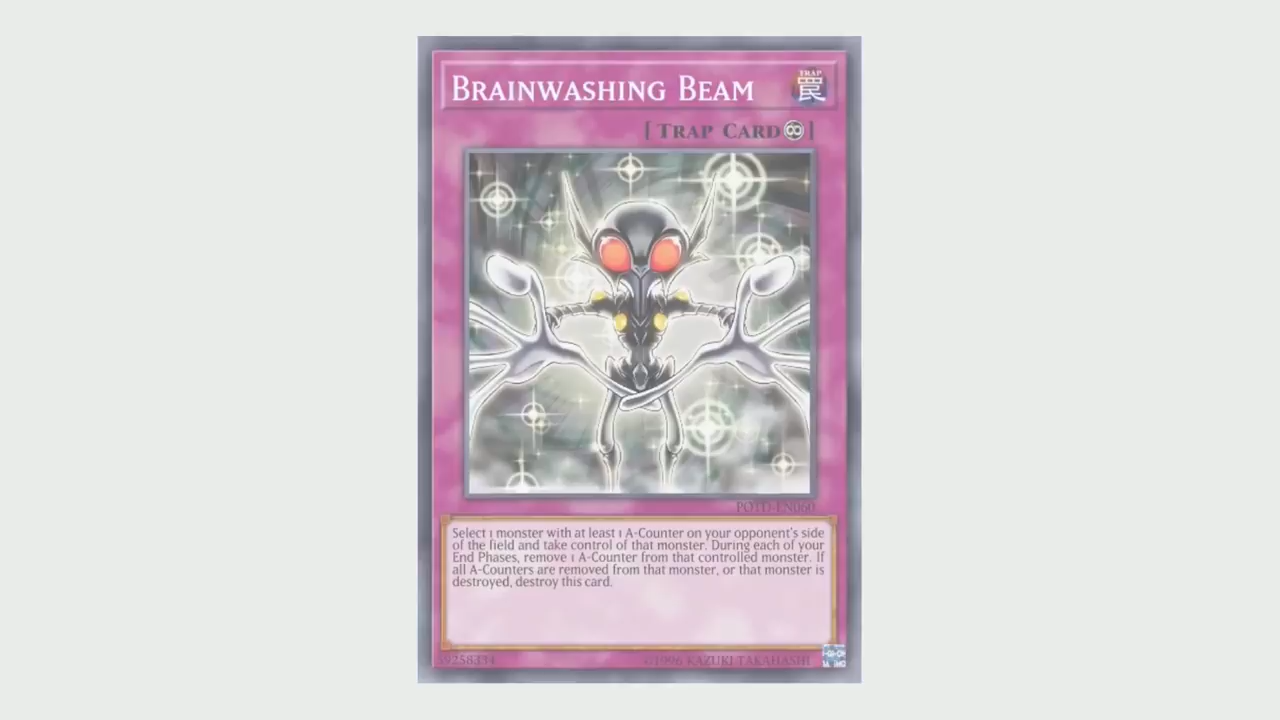 Brainwashing Beam
TRAP
罠
[ Trap Card ]
POTD-EN060
Select 1 monster with at least 1 A-Counter on your opponent's side
of the field and take control of that monster. During each of your
End Phases, remove 1 A-Counter from that controlled monster. If
all A-Counters are removed from that monster, or that monster is
destroyed, destroy this card.
59258334
©1996 KAZUKI TAKAHASHI